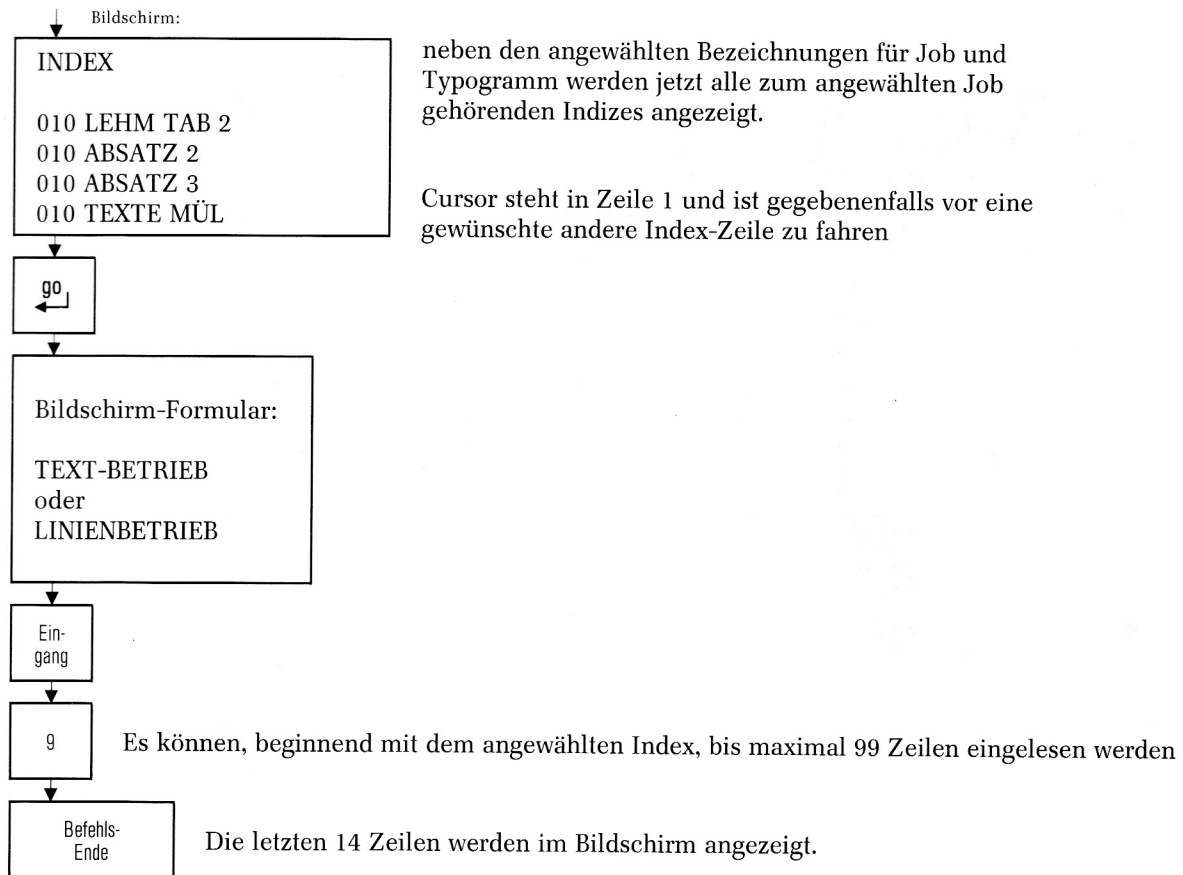 Bildschirm:
INDEX
010 LEHM TAB 2
010 ABSATZ 2
010 ABSATZ 3
010 TEXTE MÜL
neben den angewählten Bezeichnungen für Job und
Typogramm werden jetzt alle zum angewählten Job
gehörenden Indizes angezeigt.
Cursor steht in Zeile 1 und ist gegebenenfalls vor eine
gewünschte andere Index-Zeile zu fahren
go
Bildschirm-Formular:
TEXT-BETRIEB
oder
LINIENBETRIEB
Ein-
gang
9
Es können, beginnend mit dem angewählten Index, bis maximal 99 Zeilen eingelesen werden
Befehls-
Ende
Die letzten 14 Zeilen werden im Bildschirm angezeigt.